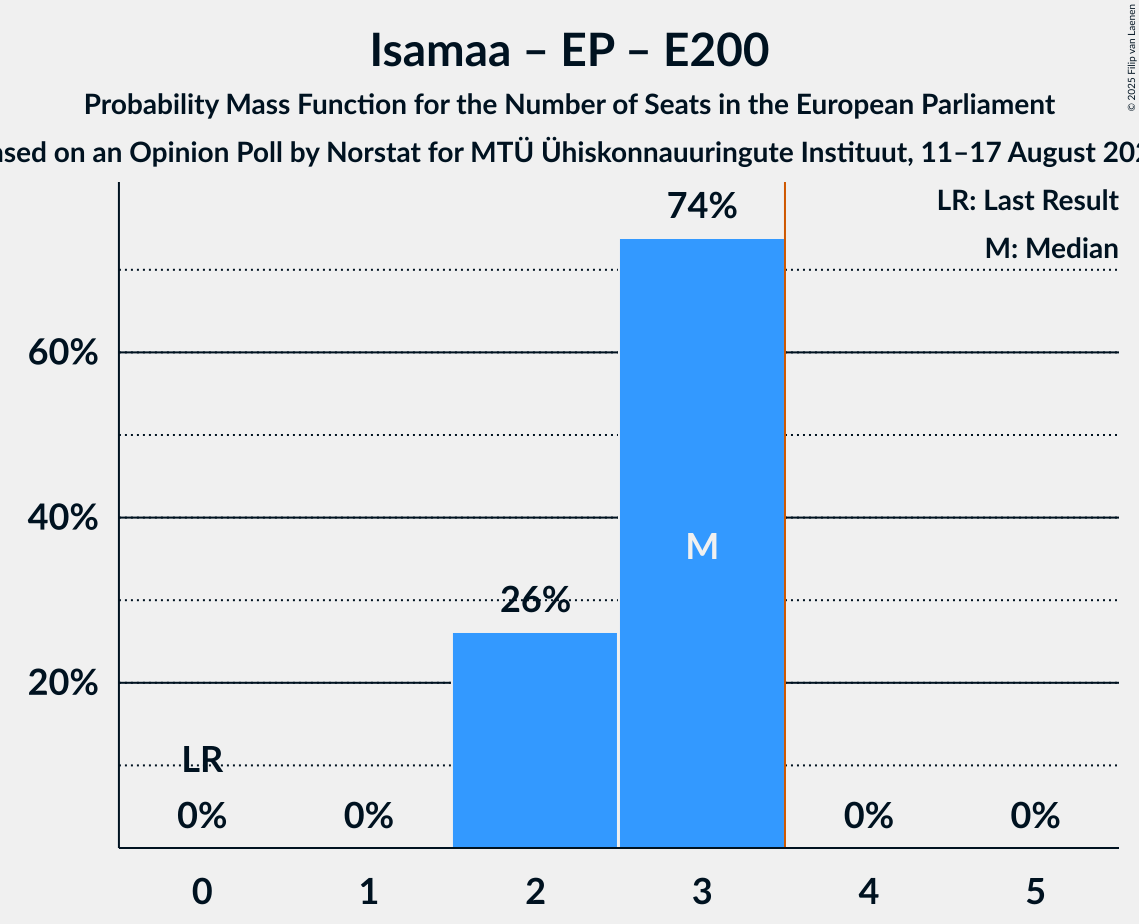 Isamaa – EP – E200
Probability Mass Function for the Number of Seats in the European Parliament
on an Opinion Poll by Norstat for MTÜ Ühiskonnauuringute Instituut, 11–17 August
© 2025 Filip van Laenen
LR: Last Result
M: Median
74%
60%
40%
M
26%
20%
LR
0%
0%
0%
0%
0
1
2
3
4
5